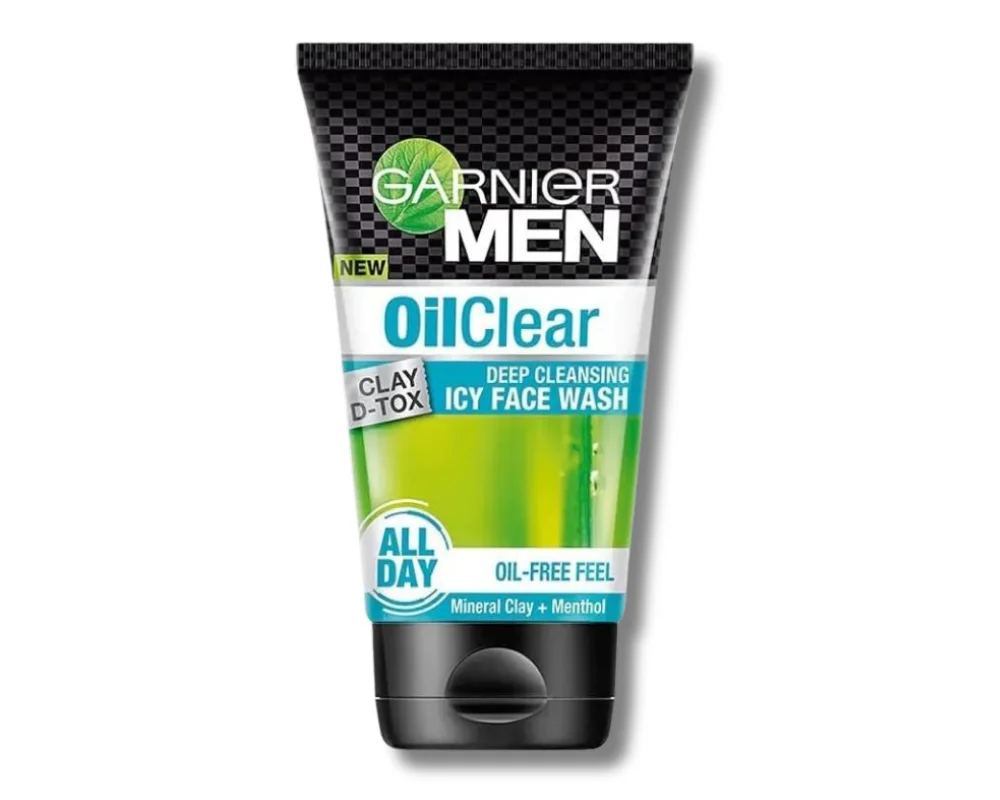 GARNIER
MEN
NEW
OilClear
CLAY
D-TOX
DEEP CLEANSING
ICY FACE WASH
ALL
DAY
OIL-FREE FEEL
Mineral Clay + Menthol